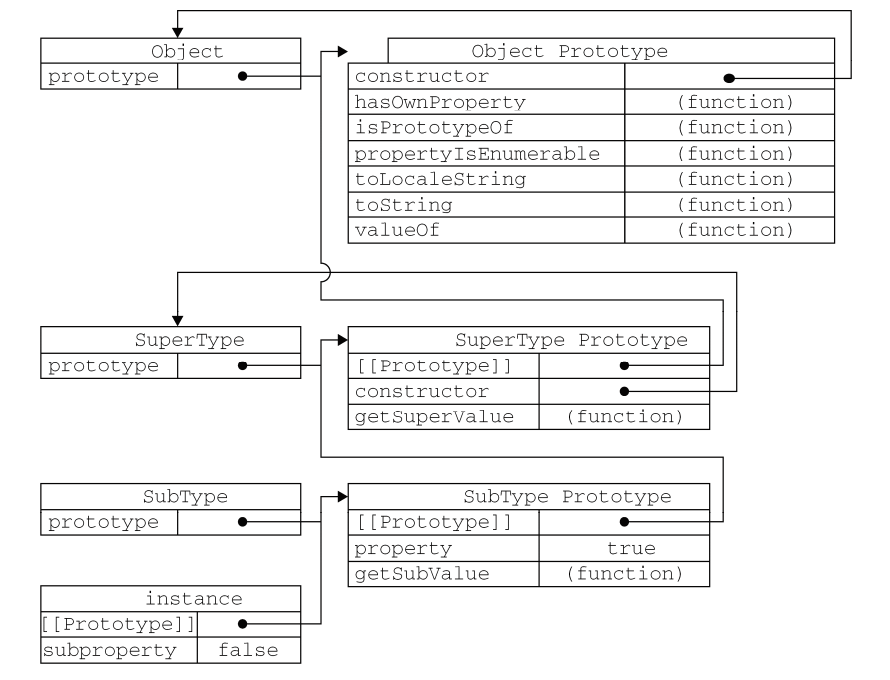 Object
prototype
Object Prototype
constructor
hasOwnProperty (function)
isPrototypeOf (function)
propertyIsEnumerable (function)
toLocaleString (function)
toString (function)
valueOf (function)
SuperType
prototype
SuperType Prototype
[[Prototype]]
constructor
getSuperValue (function)
SubType
prototype
SubType Prototype
[[Prototype]]
property true
getSubValue (function)
instance
[[Prototype]]
subproperty false